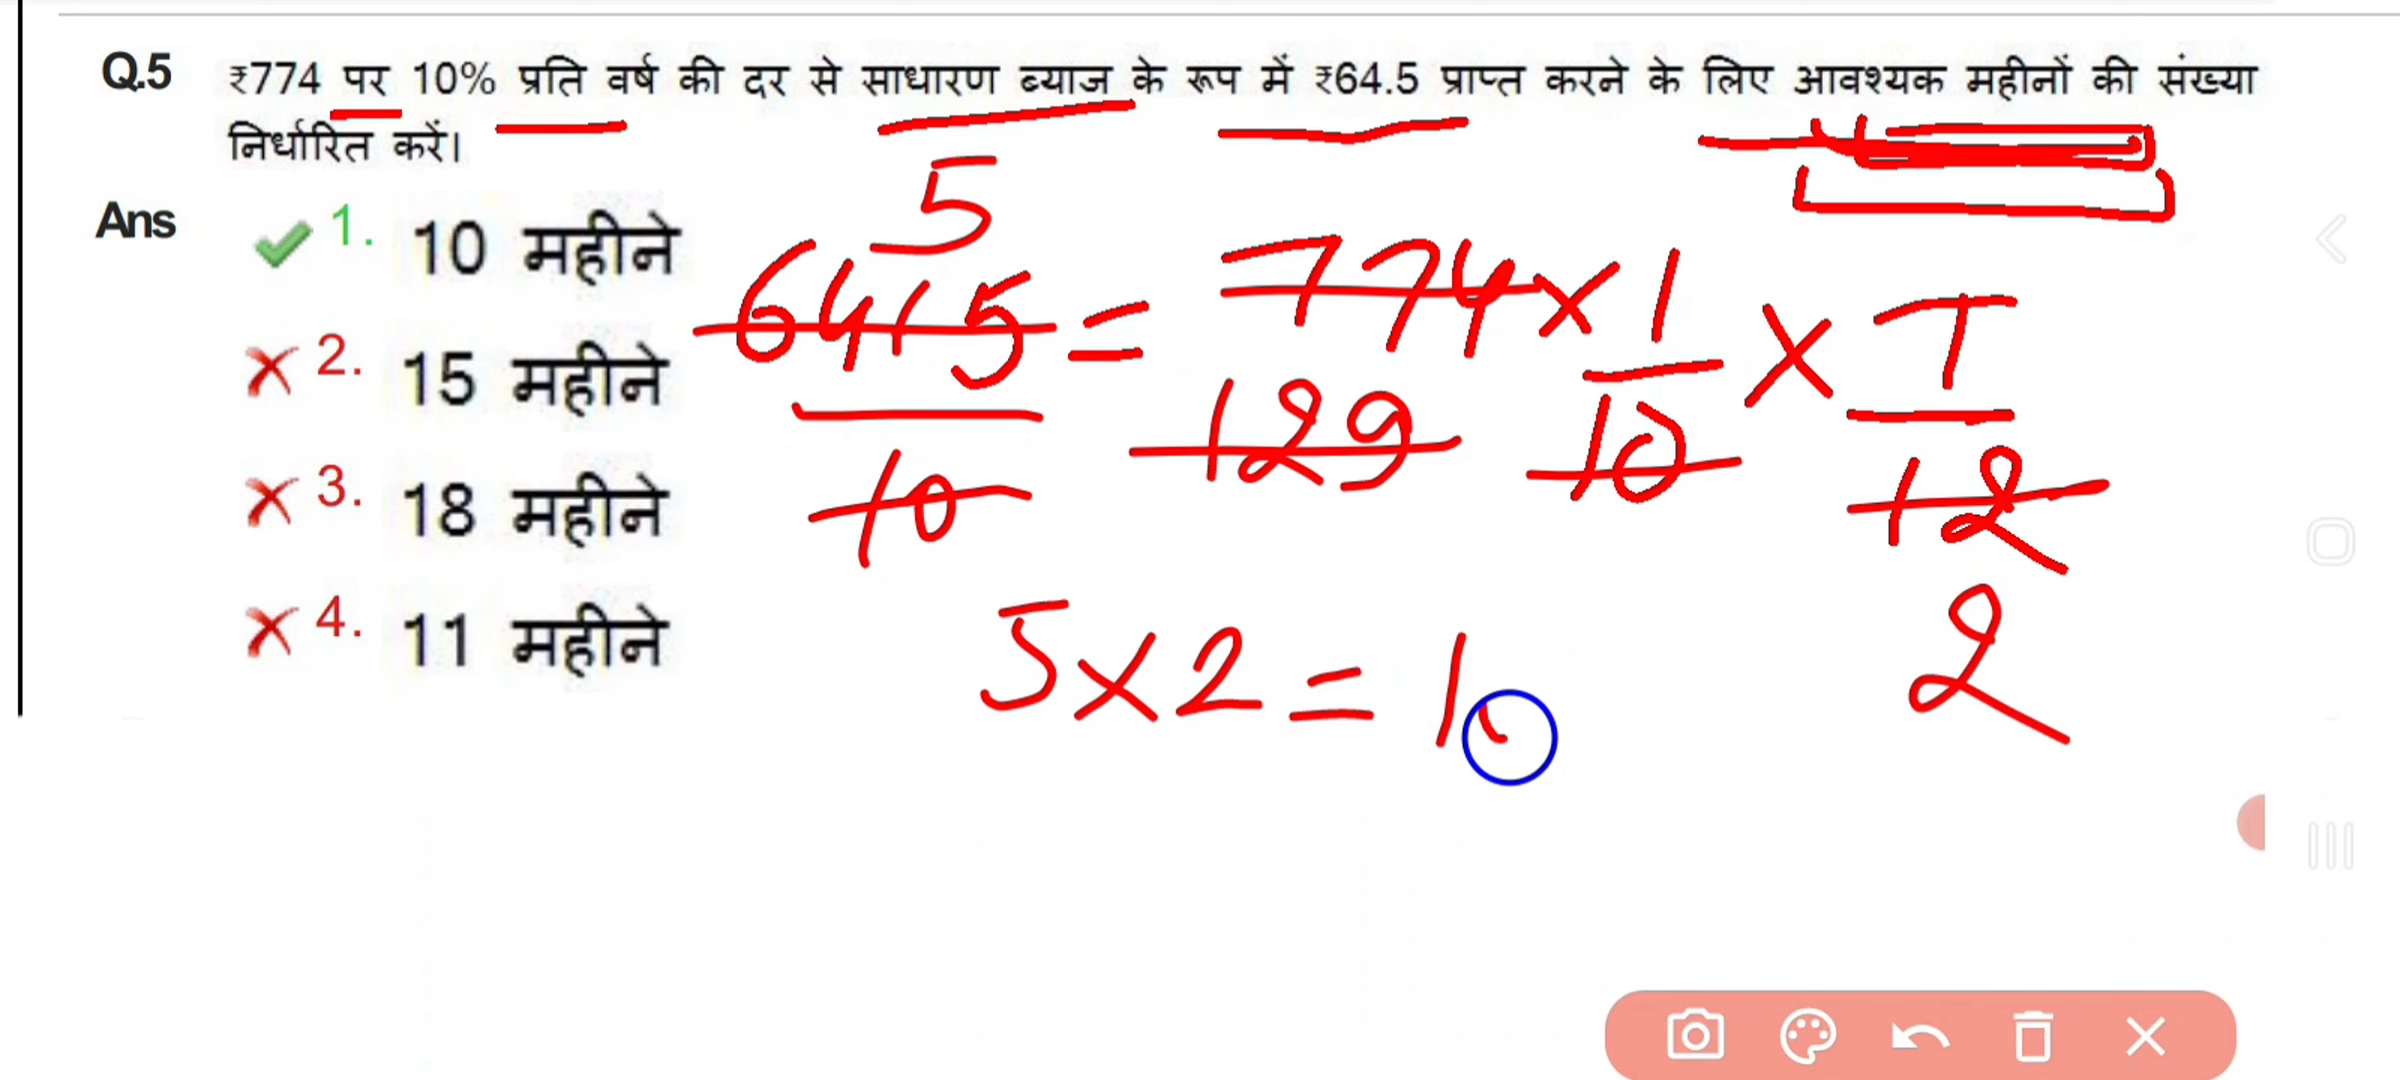 Q.5 ₹774 पर 10% प्रति वर्ष की दर से साधारण ब्याज के रूप में ₹64.5 प्राप्त करने के लिए आवश्यक महीनों की संख्या
निर्धारित करें।
Ans 1. 10 महीने
2. 15 महीने
3. 18 महीने
4. 11 महीने
5
645 = 774 × 1 × T
10 129 10 12
2
5 × 2 = 10